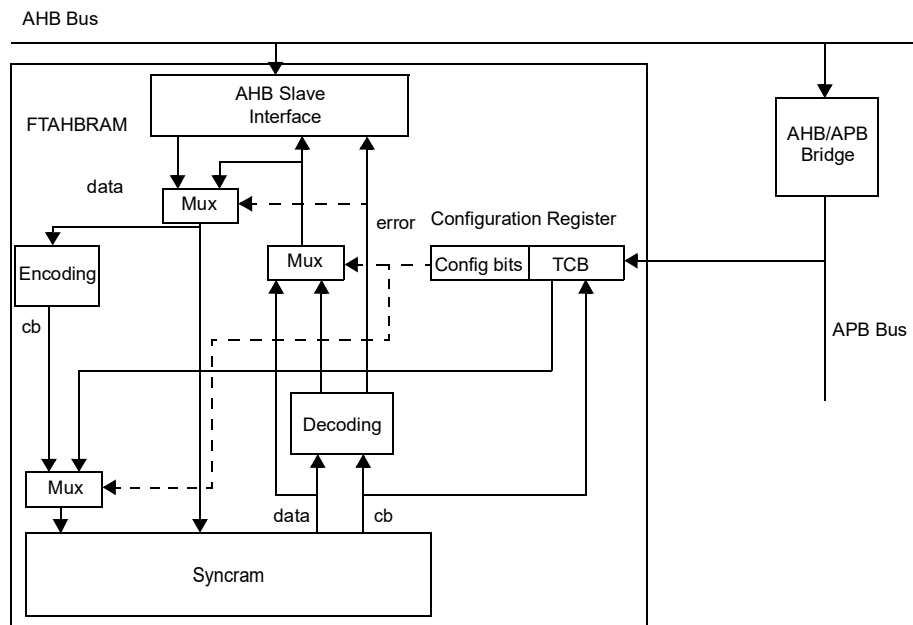 AHB Bus
AHB Slave
Interface
FTAHBRAM
AHB/APB
Bridge
data
Mux
error
Configuration Register
Encoding
Mux
Config bits
TCB
cb
APB Bus
Decoding
Mux
data
cb
Syncram